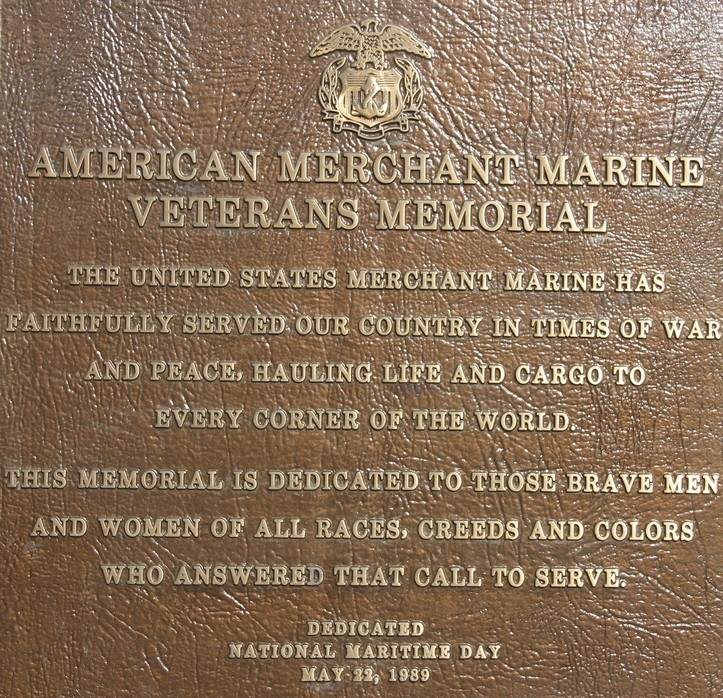 AMERICAN MERCHANT MARINE
VETERANS MEMORIAL
THE UNITED STATES MERCHANT MARINE HAS
FAITHFULLY SERVED OUR COUNTRY IN TIMES OF WAR
AND PEACE, HAULING LIFE AND CARGO TO
EVERY CORNER OF THE WORLD.
THIS MEMORIAL IS DEDICATED TO THOSE BRAVE MEN
AND WOMEN OF ALL RACES, CREEDS AND COLORS
WHO ANSWERED THAT CALL TO SERVE.
DEDICATED
NATIONAL MARITIME DAY
MAY 22, 1989